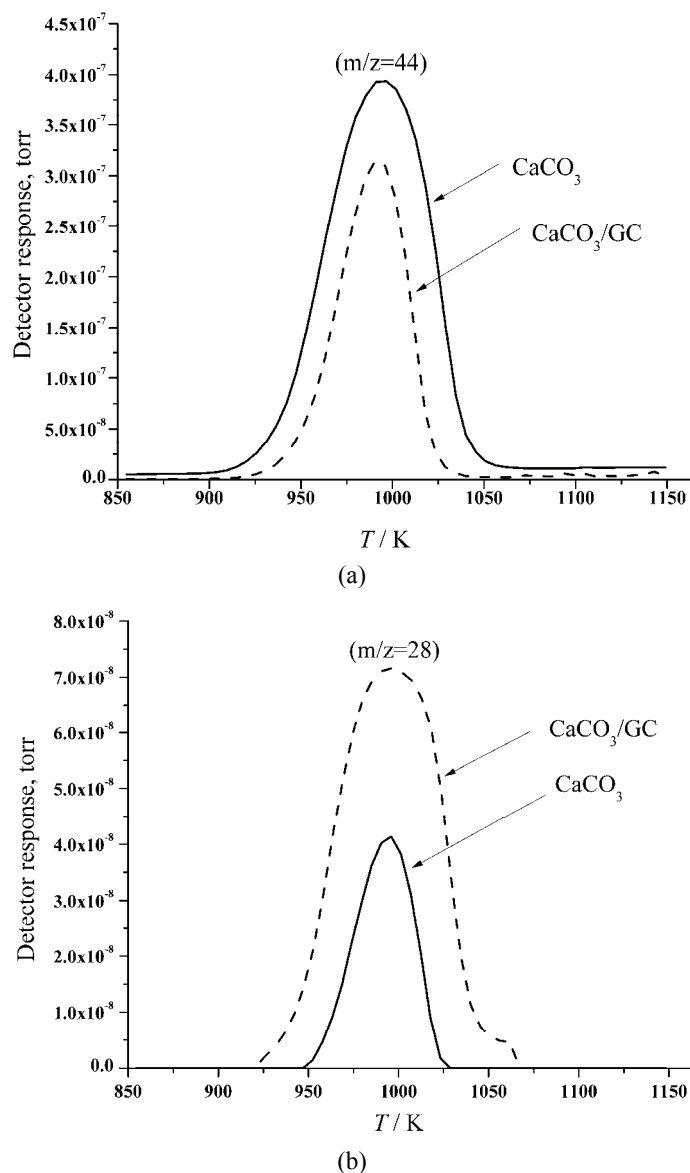 (m/z=44)
4.5x10⁻⁷
4.0x10⁻⁷
3.5x10⁻⁷
3.0x10⁻⁷
2.5x10⁻⁷
2.0x10⁻⁷
1.5x10⁻⁷
1.0x10⁻⁷
5.0x10⁻⁸
0.0
Detector response, torr
CaCO₃
CaCO₃/GC
850 900 950 1000 1050 1100 1150
T / K
(a)
(m/z=28)
8.0x10⁻⁸
7.0x10⁻⁸
6.0x10⁻⁸
5.0x10⁻⁸
4.0x10⁻⁸
3.0x10⁻⁸
2.0x10⁻⁸
1.0x10⁻⁸
0.0
Detector response, torr
CaCO₃/GC
CaCO₃
850 900 950 1000 1050 1100 1150
T / K
(b)